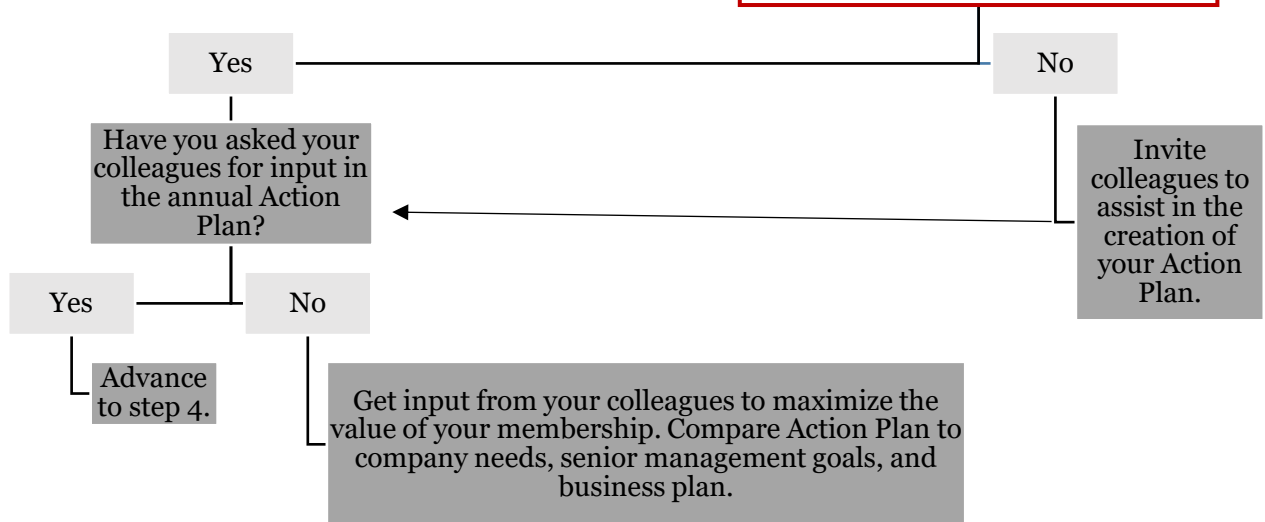 Yes
No
Have you asked your
colleagues for input in
the annual Action
Plan?
Invite
colleagues to
assist in the
creation of
your Action
Plan.
Yes
No
Advance
to step 4.
Get input from your colleagues to maximize the
value of your membership. Compare Action Plan to
company needs, senior management goals, and
business plan.